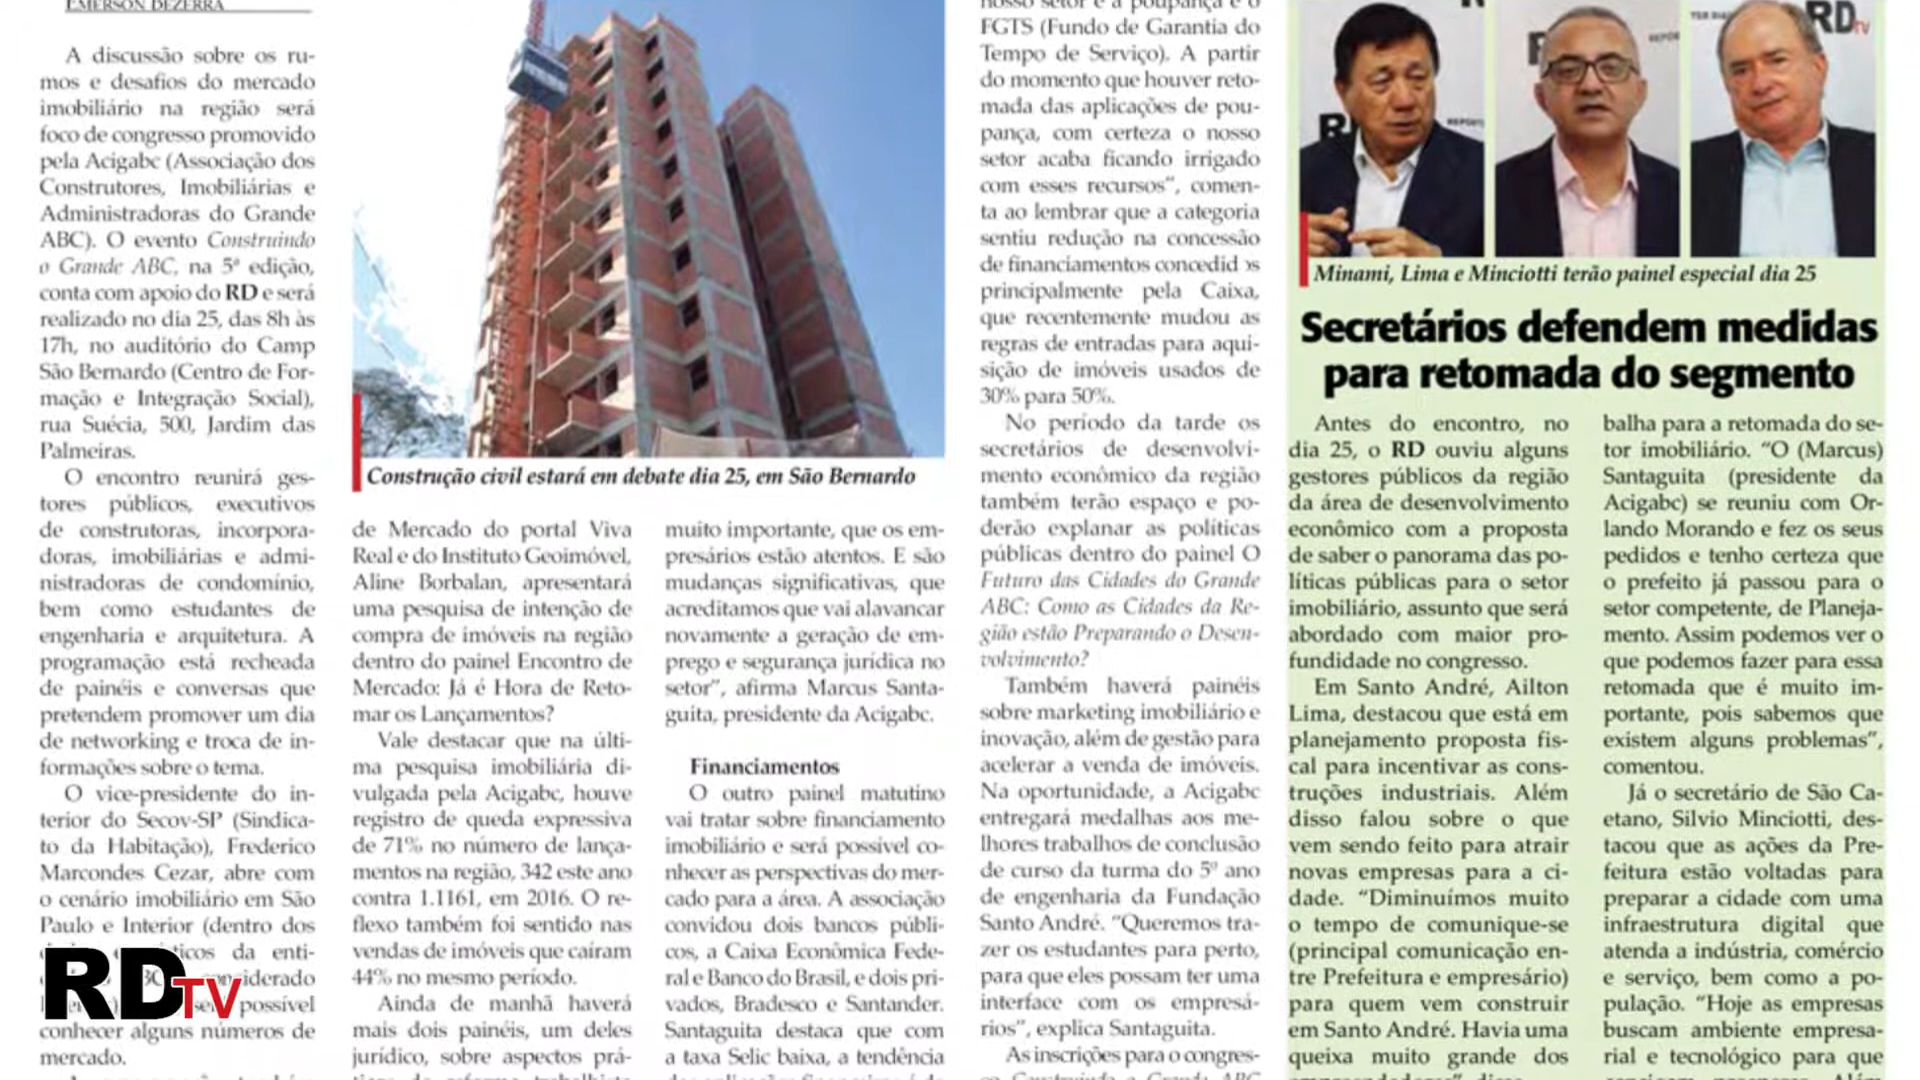 EMERSON BEZERRA
A discussão sobre os ru-
mos e desafios do mercado
imobiliário na região será
foco de congresso promovido
pela Acigabc (Associação dos
Construtores, Imobiliárias e
Administradoras do Grande
ABC). O evento Construindo
o Grande ABC, na 5ª edição,
conta com apoio do RD e será
realizado no dia 25, das 8h às
17h, no auditório do Camp
São Bernardo (Centro de For-
mação e Integração Social),
rua Suécia, 500, Jardim das
Palmeiras.
O encontro reunirá ges-
tores públicos, executivos
de construtoras, incorpora-
doras, imobiliárias e admi-
nistradoras de condomínio,
bem como estudantes de
engenharia e arquitetura. A
programação está recheada
de painéis e conversas que
pretendem promover um dia
de networking e troca de in-
formações sobre o tema.
O vice-presidente do in-
terior do Secov-SP (Sindica-
to da Habitação), Frederico
Marcondes Cezar, abre com
o cenário imobiliário em São
Paulo e Interior (dentro dos
da enti-
possível
conhecer alguns números de
mercado.
RDTV
Construção civil estará em debate dia 25, em São Bernardo
de Mercado do portal Viva
Real e do Instituto Geoimóvel,
Aline Borbalan, apresentará
uma pesquisa de intenção de
compra de imóveis na região
dentro do painel Encontro de
Mercado: Já é Hora de Reto-
mar os Lançamentos?
Vale destacar que na últi-
ma pesquisa imobiliária di-
vulgada pela Acigabc, houve
registro de queda expressiva
de 71% no número de lança-
mentos na região, 342 este ano
contra 1.1161, em 2016. O re-
flexo também foi sentido nas
vendas de imóveis que caíram
44% no mesmo período.
Ainda de manhã haverá
mais dois painéis, um deles
jurídico, sobre aspectos prá-
muito importante, que os em-
presários estão atentos. E são
mudanças significativas, que
acreditamos que vai alavancar
novamente a geração de em-
prego e segurança jurídica no
setor”, afirma Marcus Santa-
guita, presidente da Acigabc.
Financiamentos
O outro painel matutino
vai tratar sobre financiamento
imobiliário e será possível co-
nhecer as perspectivas do mer-
cado para a área. A associação
convidou dois bancos públi-
cos, a Caixa Econômica Fede-
ral e Banco do Brasil, e dois pri-
vados, Bradesco e Santander.
Santaguita destaca que com
a taxa Selic baixa, a tendência
nosso setor é a poupança e o
FGTS (Fundo de Garantia do
Tempo de Serviço). A partir
do momento que houver reto-
mada das aplicações de pou-
pança, com certeza o nosso
setor acaba ficando irrigado
com esses recursos”, comen-
ta ao lembrar que a categoria
sentiu redução na concessão
de financiamentos concedidos
principalmente pela Caixa,
que recentemente mudou as
regras de entradas para aqui-
sição de imóveis usados de
30% para 50%.
No período da tarde os
secretários de desenvolvi-
mento econômico da região
também terão espaço e po-
derão explanar as políticas
públicas dentro do painel O
Futuro das Cidades do Grande
ABC: Como as Cidades da Re-
gião estão Preparando o Desen-
volvimento?
Também haverá painéis
sobre marketing imobiliário e
inovação, além de gestão para
acelerar a venda de imóveis.
Na oportunidade, a Acigabc
entregará medalhas aos me-
lhores trabalhos de conclusão
de curso da turma do 5º ano
de engenharia da Fundação
Santo André. “Queremos tra-
zer os estudantes para perto,
para que eles possam ter uma
interface com os empresá-
rios”, explica Santaguita.
As inscrições para o congres-
so Construindo o Grande ABC
RD
RD
TV
Minami, Lima e Minciotti terão painel especial dia 25
Secretários defendem medidas
para retomada do segmento
Antes do encontro, no
dia 25, o RD ouviu alguns
gestores públicos da região
da área de desenvolvimento
econômico com a proposta
de saber o panorama das po-
líticas públicas para o setor
imobiliário, assunto que será
abordado com maior pro-
fundidade no congresso.
Em Santo André, Ailton
Lima, destacou que está em
planejamento proposta fis-
cal para incentivar as cons-
truções industriais. Além
disso falou sobre o que
vem sendo feito para atrair
novas empresas para a ci-
dade. “Diminuímos muito
o tempo de comunique-se
(principal comunicação en-
tre Prefeitura e empresário)
para quem vem construir
em Santo André. Havia uma
queixa muito grande dos
balha para a retomada do se-
tor imobiliário. “O (Marcus)
Santaguita (presidente da
Acigabc) se reuniu com Or-
lando Morando e fez os seus
pedidos e tenho certeza que
o prefeito já passou para o
setor competente, de Planeja-
mento. Assim podemos ver o
que podemos fazer para essa
retomada que é muito im-
portante, pois sabemos que
existem alguns problemas”,
comentou.
Já o secretário de São Ca-
etano, Silvio Minciotti, des-
tacou que as ações da Pre-
feitura estão voltadas para
preparar a cidade com uma
infraestrutura digital que
atenda a indústria, comércio
e serviço, bem como a po-
pulação. “Hoje as empresas
buscam ambiente empresa-
rial e tecnológico para que